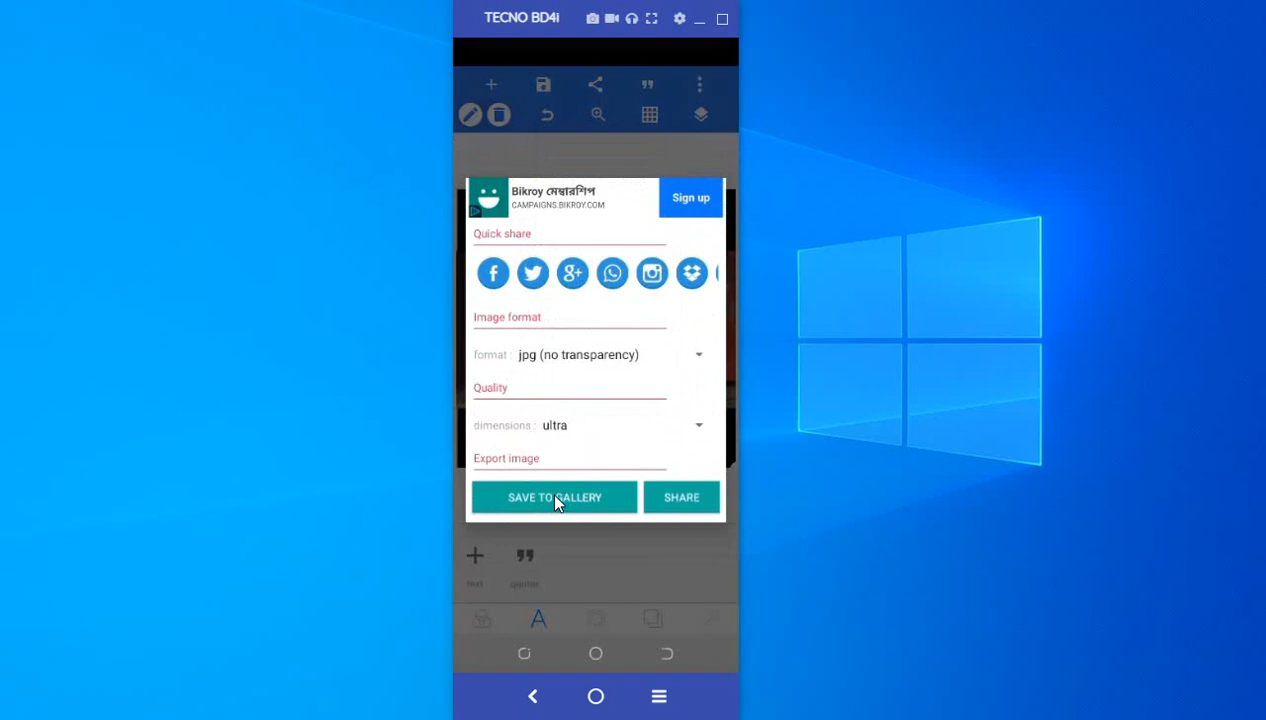 TECNO BD4i
Bikroy মেম্বারশিপ
CAMPAIGNS.BIKROY.COM
Sign up
Quick share
Image format
format : jpg (no transparency)
Quality
dimensions : ultra
Export image
SAVE TO GALLERY
SHARE
text
quotes